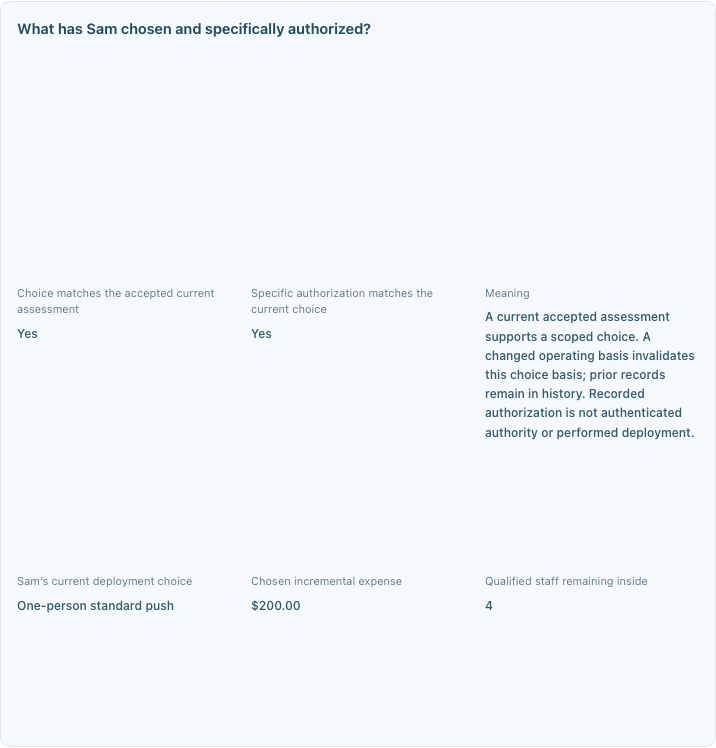 What has Sam chosen and specifically authorized?
Choice matches the accepted current
assessment
Yes
Specific authorization matches the
current choice
Yes
Meaning
A current accepted assessment
supports a scoped choice. A
changed operating basis invalidates
this choice basis; prior records
remain in history. Recorded
authorization is not authenticated
authority or performed deployment.
Sam's current deployment choice
One-person standard push
Chosen incremental expense
$200.00
Qualified staff remaining inside
4